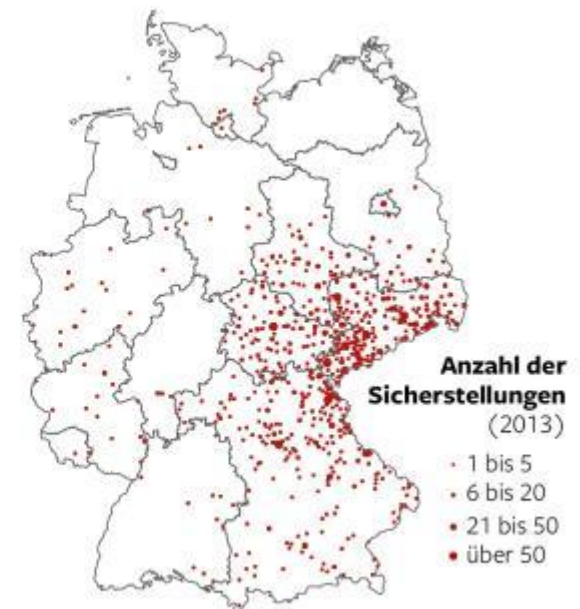 Anzahl der
Sicherstellungen
(2013)
1 bis 5
6 bis 20
21 bis 50
über 50